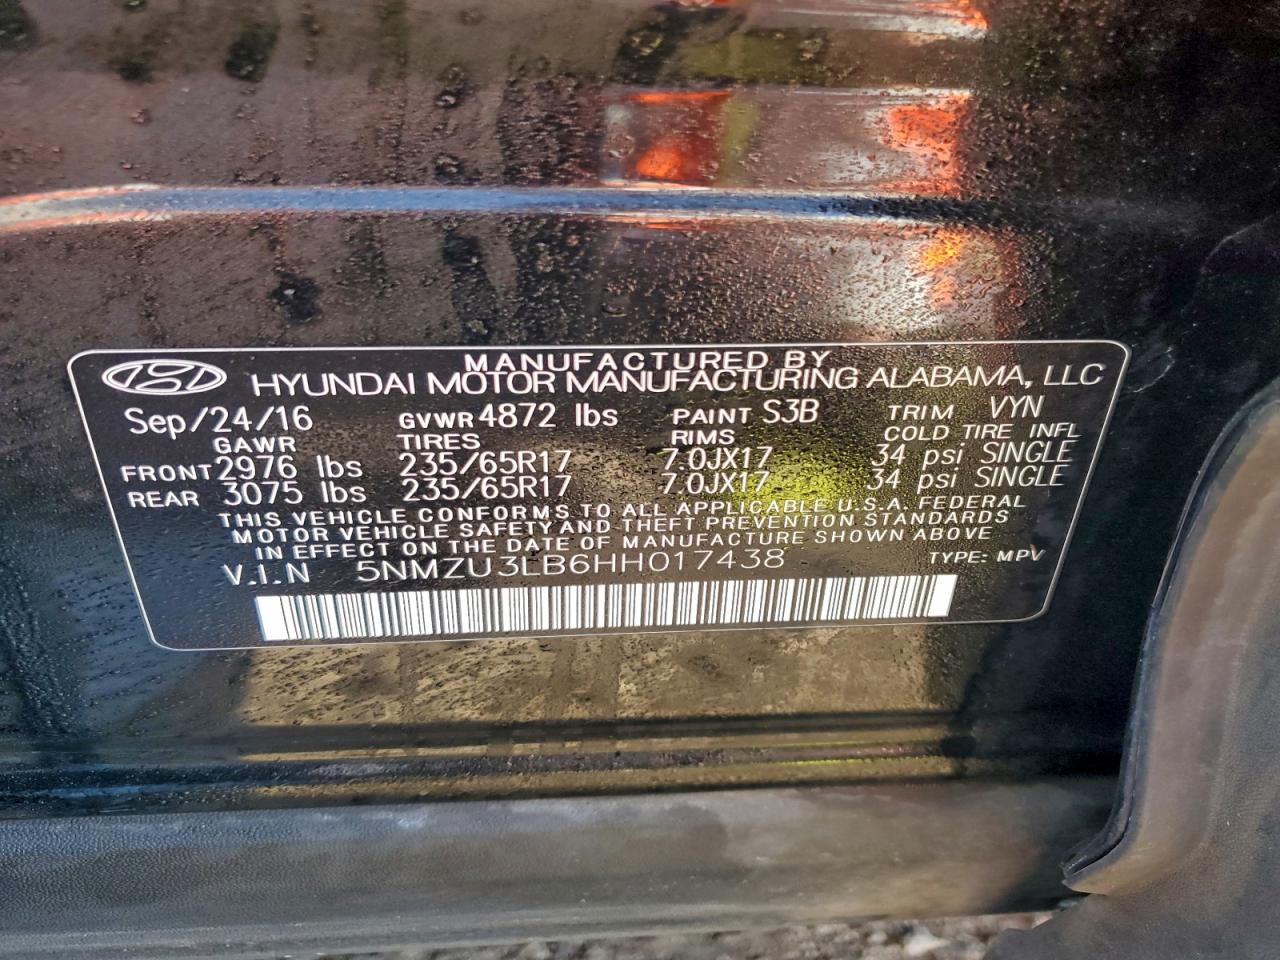 MANUFACTURED BY
HYUNDAI MOTOR MANUFACTURING ALABAMA, LLC
Sep/24/16 GVWR 4872 lbs PAINT S3B TRIM VYN
GAWR TIRES RIMS COLD TIRE INFL
FRONT 2976 lbs 235/65R17 7.0JX17 34 psi SINGLE
REAR 3075 lbs 235/65R17 7.0JX17 34 psi SINGLE
THIS VEHICLE CONFORMS TO ALL APPLICABLE U.S.A. FEDERAL
MOTOR VEHICLE SAFETY AND THEFT PREVENTION STANDARDS
IN EFFECT ON THE DATE OF MANUFACTURE SHOWN ABOVE
V.I.N 5NMZU3LB6HH017438 TYPE: MPV